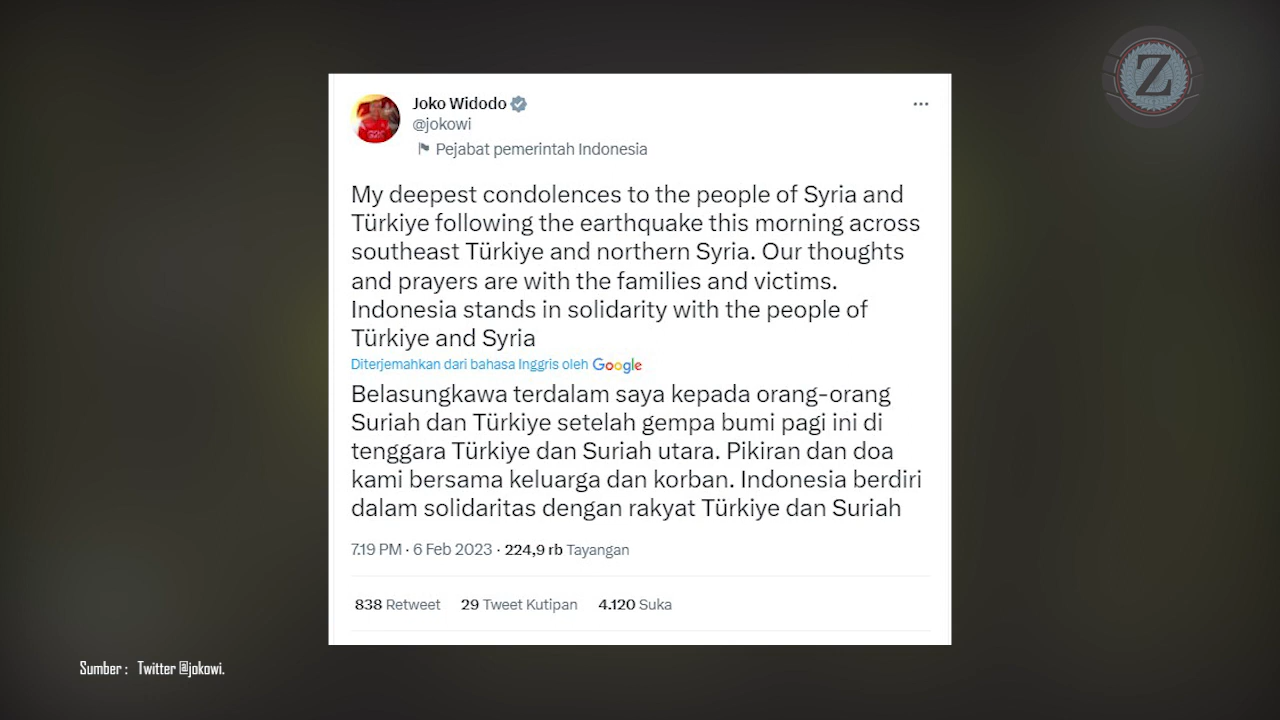 Z
Joko Widodo
@jokowi
Pejabat pemerintah Indonesia
My deepest condolences to the people of Syria and
Türkiye following the earthquake this morning across
southeast Türkiye and northern Syria. Our thoughts
and prayers are with the families and victims.
Indonesia stands in solidarity with the people of
Türkiye and Syria
Diterjemahkan dari bahasa Inggris oleh Google
Belasungkawa terdalam saya kepada orang-orang
Suriah dan Türkiye setelah gempa bumi pagi ini di
tenggara Türkiye dan Suriah utara. Pikiran dan doa
kami bersama keluarga dan korban. Indonesia berdiri
dalam solidaritas dengan rakyat Türkiye dan Suriah
7.19 PM · 6 Feb 2023 · 224,9 rb Tayangan
838 Retweet 29 Tweet Kutipan 4.120 Suka
Sumber : Twitter @jokowi.